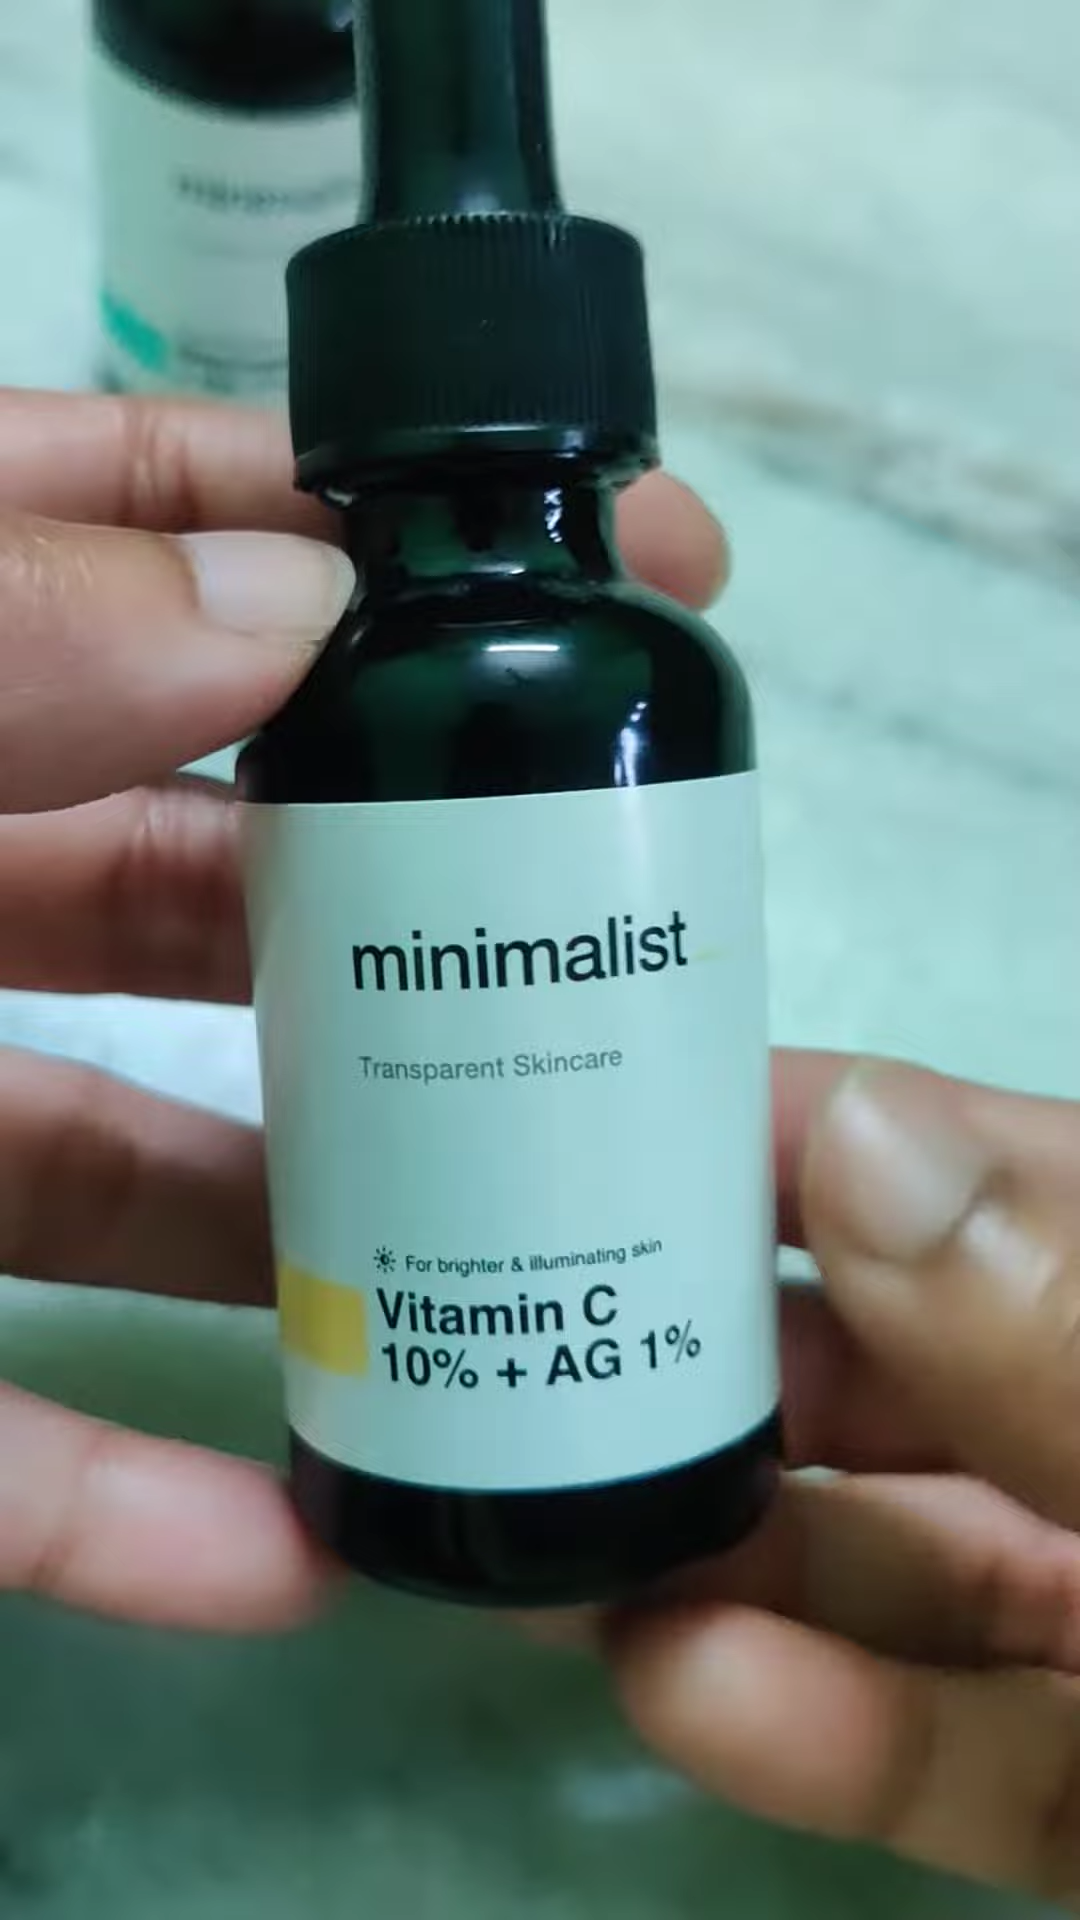 minimalist
Transparent Skincare
For brighter & illuminating skin
Vitamin C
10% + AG 1%